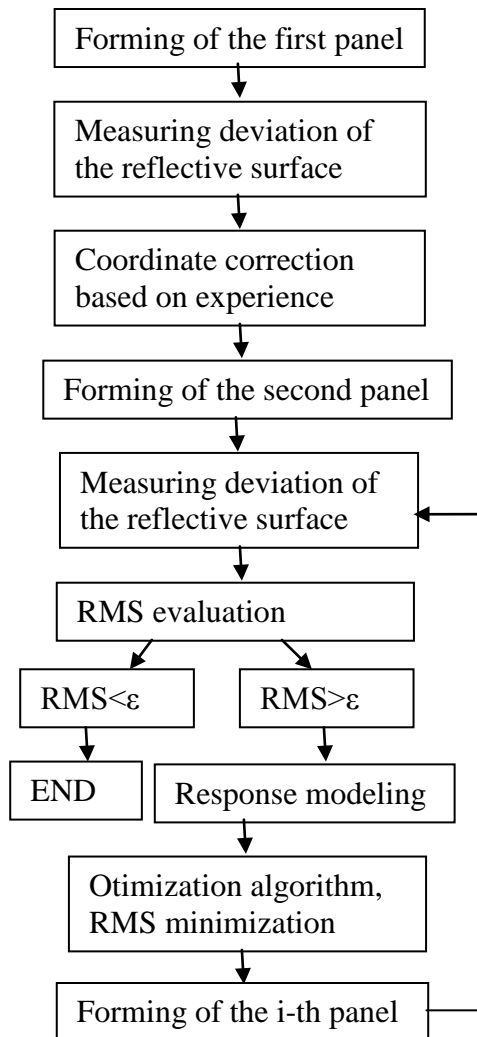 Forming of the first panel
Measuring deviation of
the reflective surface
Coordinate correction
based on experience
Forming of the second panel
Measuring deviation of
the reflective surface
RMS evaluation
RMS<ε
RMS>ε
END
Response modeling
Otimization algorithm,
RMS minimization
Forming of the i-th panel